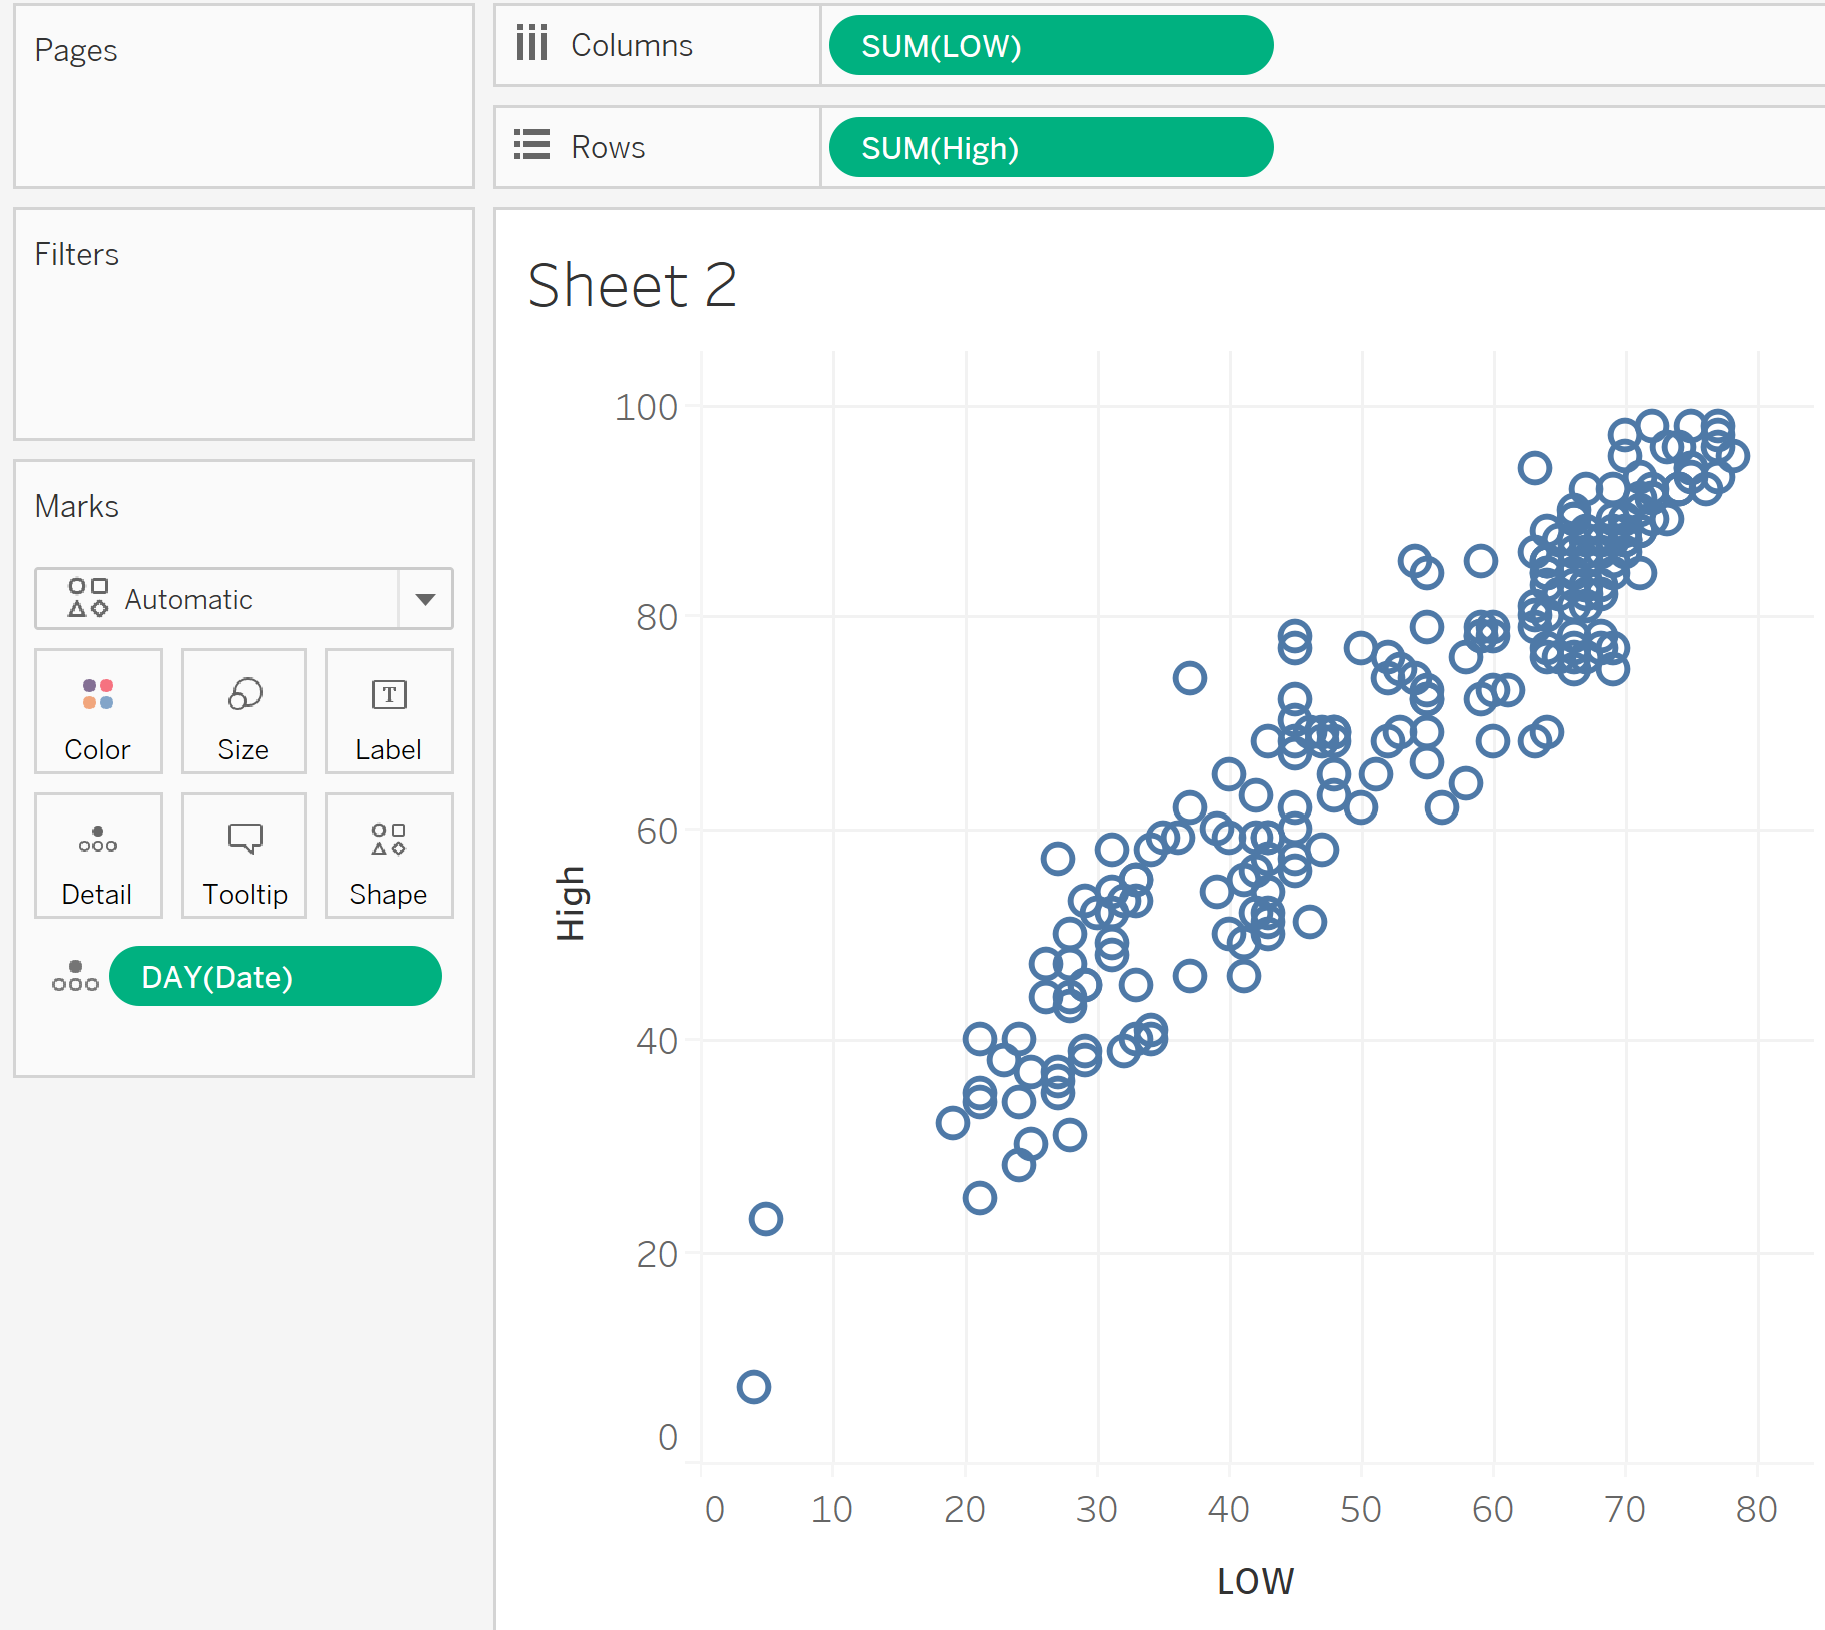 Pages
Columns
SUM(LOW)
Rows
SUM(High)
Filters
Marks
Automatic
Color
Size
T
Label
Detail
Tooltip
Shape
DAY(Date)
Sheet 2
High
100
80
60
40
20
0
0 10 20 30 40 50 60 70 80
LOW